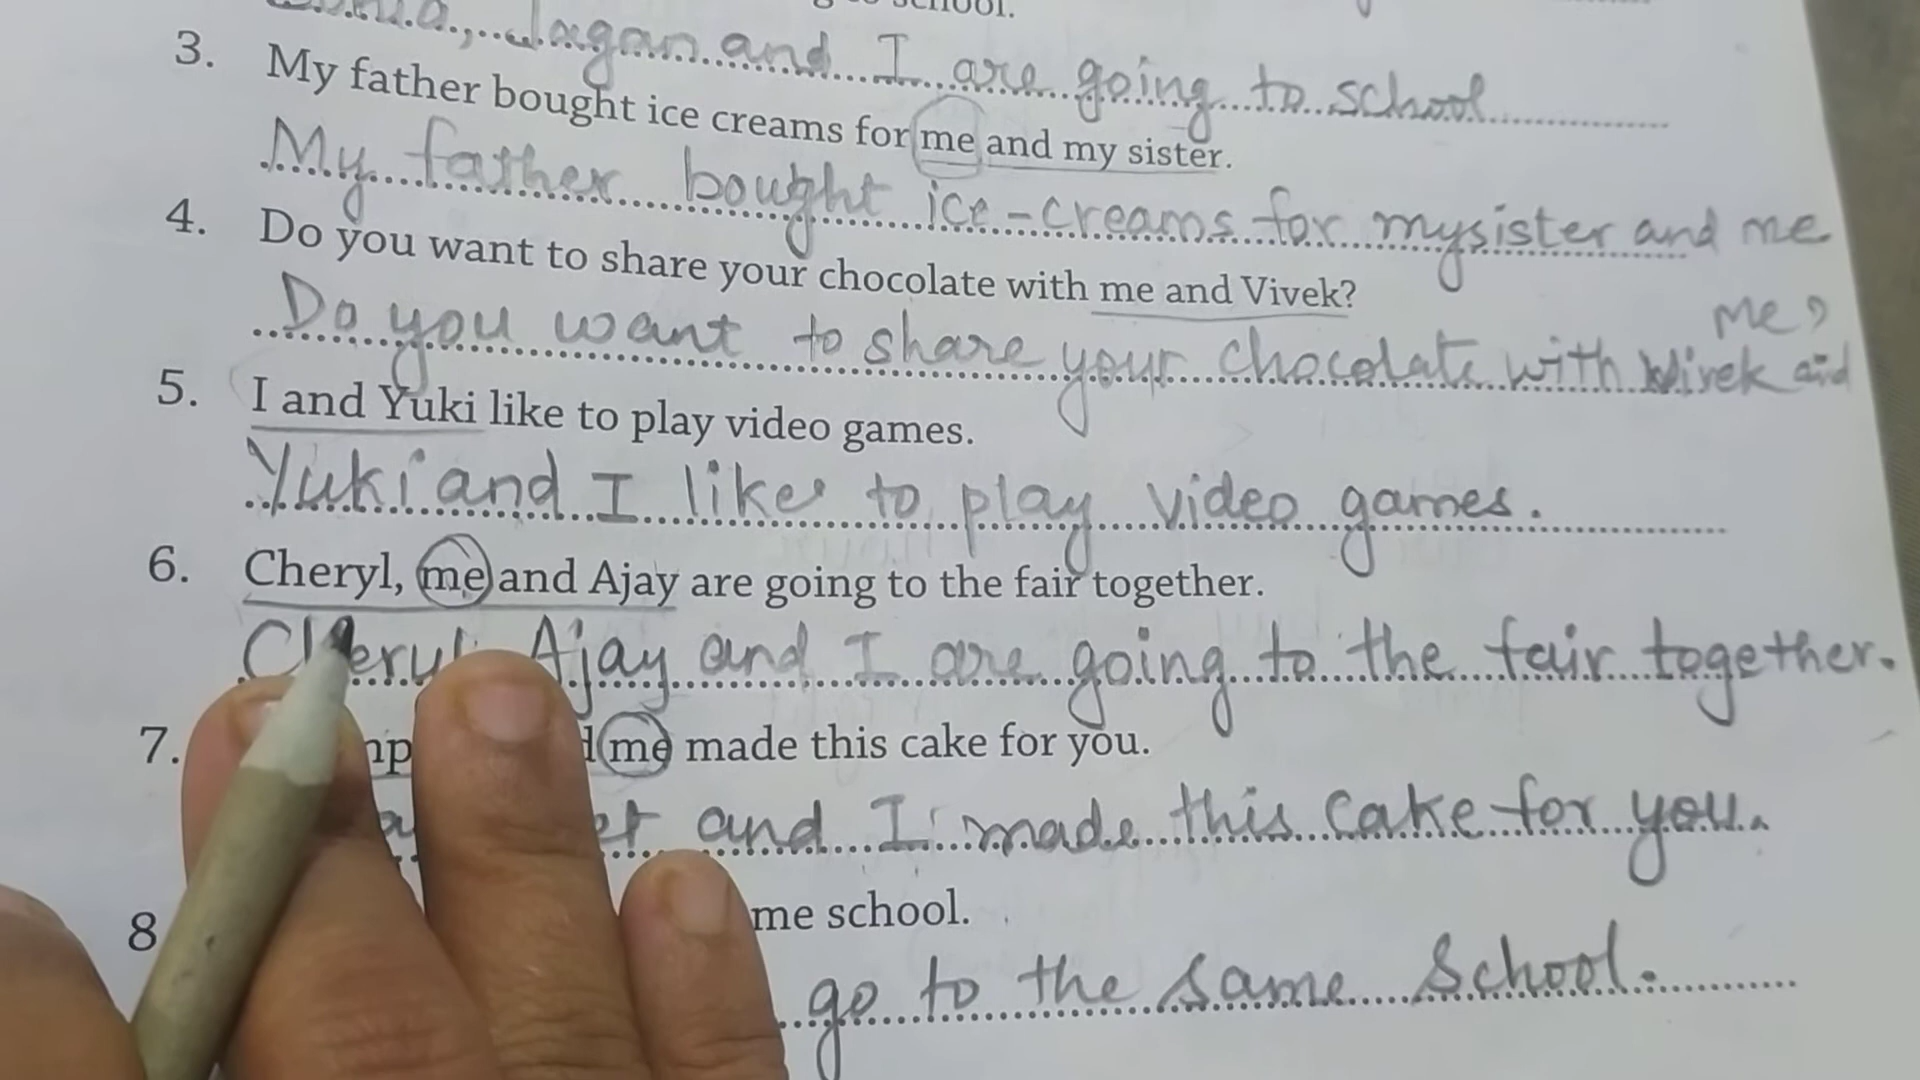 school.
Jagan and I are going to school
3. My father bought ice creams for me and my sister.
My father bought ice-creams for my sister and me
4. Do you want to share your chocolate with me and Vivek?
me?
Do you want to share your chocolate with Vivek and
5. I and Yuki like to play video games.
Yuki and I like to play video games.
6. Cheryl, me and Ajay are going to the fair together.
Cheryl, Ajay and I are going to the fair together.
7. me made this cake for you.
and I made this cake for you.
8 me school.
go to the same school.